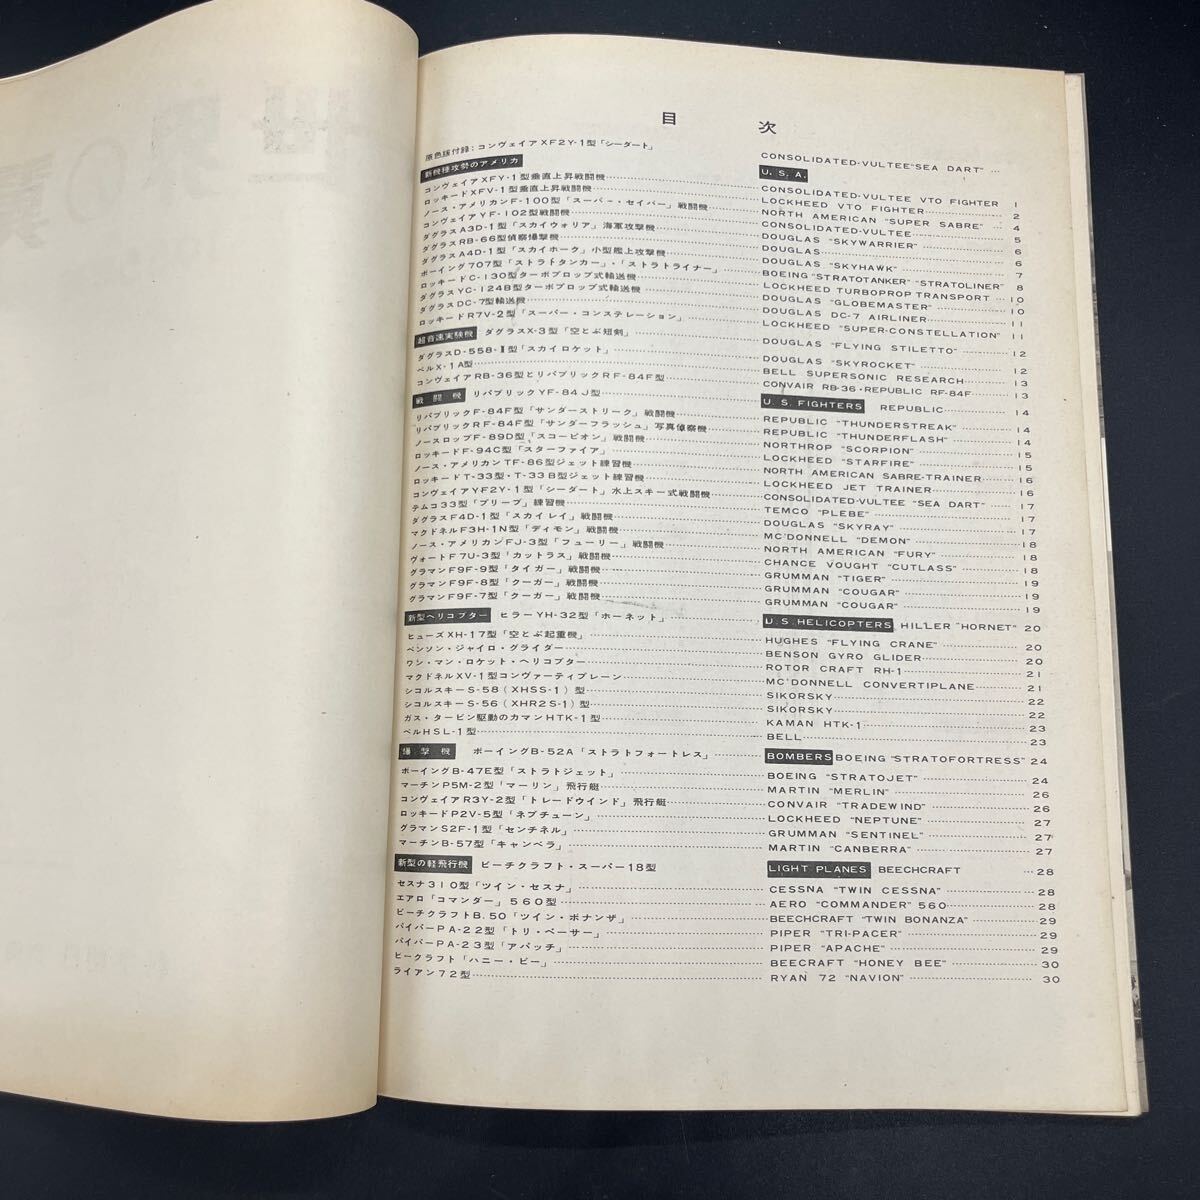 目次
原色版付録：コンヴェイアXF2Y-1型「シーダート」 CONSOLIDATED-VULTEE"SEA DART" …
新機種攻勢のアメリカ U. S. A.
コンヴェイアXFY-1型垂直上昇戦闘機 CONSOLIDATED-VULTEE VTO FIGHTER 1
ロッキードXFV-1型垂直上昇戦闘機 LOCKHEED VTO FIGHTER 2
ノース・アメリカンF-100型「スーパー・セイバー」戦闘機 NORTH AMERICAN "SUPER SABRE" 4
コンヴェイアYF-102型戦闘機 CONSOLIDATED-VULTEE 5
ダグラスA3D-1型「スカイウォリア」海軍攻撃機 DOUGLAS "SKYWARRIER" 6
ダグラスRB-66型偵察爆撃機 DOUGLAS 6
ダグラスA4D-1型「スカイホーク」小型艦上攻撃機 DOUGLAS "SKYHAWK" 7
ボーイング707型「ストラトタンカー」・「ストラトライナー」 BOEING "STRATOTANKER" "STRATOLINER" 8
ロッキードC-130型ターボプロップ式輸送機 LOCKHEED TURBOPROP TRANSPORT 10
ダグラスYC-124B型ターボプロップ式輸送機 DOUGLAS "GLOBEMASTER" 10
ダグラスDC-7型輸送機 DOUGLAS DC-7 AIRLINER 11
ロッキードR7V-2型「スーパー・コンステレーション」 LOCKHEED "SUPER-CONSTELLATION" 11
超音速実験機 ダグラスX-3型「空とぶ短剣」 DOUGLAS "FLYING STILETTO" 12
ダグラスD-558-Ⅱ型「スカイロケット」 DOUGLAS "SKYROCKET" 12
ベルX-1A型 BELL SUPERSONIC RESEARCH 13
コンヴェイアRB-36型とリパブリックRF-84F型 CONVAIR RB-36・REPUBLIC RF-84F 13
戦闘機 リパブリックYF-84J型 U. S. FIGHTERS REPUBLIC 14
リパブリックF-84F型「サンダーストリーク」戦闘機 REPUBLIC "THUNDERSTREAK" 14
リパブリックRF-84F型「サンダーフラッシュ」写真偵察機 REPUBLIC "THUNDERFLASH" 14
ノースロップF-89D型「スコーピオン」戦闘機 NORTHROP "SCORPION" 15
ロッキードF-94C型「スターファイア」 LOCKHEED "STARFIRE" 15
ノース・アメリカンTF-86型ジェット練習機 NORTH AMERICAN SABRE-TRAINER 16
ロッキードT-33型・T-33B型ジェット練習機 LOCKHEED JET TRAINER 16
コンヴェイアYF2Y-1型「シーダート」水上スキー式戦闘機 CONSOLIDATED-VULTEE "SEA DART" 17
テムコ33型「プリーブ」練習機 TEMCO "PLEBE" 17
ダグラスF4D-1型「スカイレイ」戦闘機 DOUGLAS "SKYRAY" 17
マクドネルF3H-1N型「ディモン」戦闘機 MC'DONNELL "DEMON" 18
ノース・アメリカンFJ-3型「フューリー」戦闘機 NORTH AMERICAN "FURY" 18
ヴォートF7U-3型「カットラス」戦闘機 CHANCE VOUGHT "CUTLASS" 18
グラマンF9F-9型「タイガー」戦闘機 GRUMMAN "TIGER" 19
グラマンF9F-8型「クーガー」戦闘機 GRUMMAN "COUGAR" 19
グラマンF9F-7型「クーガー」戦闘機 GRUMMAN "COUGAR" 19
新型ヘリコプター ヒラーYH-32型「ホーネット」 U.S. HELICOPTERS HILLER "HORNET" 20
ヒューズXH-17型「空とぶ起重機」 HUGHES "FLYING CRANE" 20
ベンソン・ジャイロ・グライダー BENSON GYRO GLIDER 20
ワン・マン・ロケット・ヘリコプター ROTOR CRAFT RH-1 21
マクドネルXV-1型コンヴァーティプレーン MC'DONNELL CONVERTIPLANE 21
シコルスキーS-58（XHSS-1）型 SIKORSKY 22
シコルスキーS-56（XHR2S-1）型 SIKORSKY 22
ガス・タービン駆動のカマンHTK-1型 KAMAN HTK-1 23
ベルHSL-1型 BELL 23
爆撃機 ボーイングB-52A「ストラトフォートレス」 BOMBERS BOEING "STRATOFORTRESS" 24
ボーイングB-47E型「ストラトジェット」 BOEING "STRATOJET" 24
マーチンP5M-2型「マーリン」飛行艇 MARTIN "MERLIN" 26
コンヴェイアR3Y-2型「トレードウインド」飛行艇 CONVAIR "TRADEWIND" 26
ロッキードP2V-5型「ネプチューン」 LOCKHEED "NEPTUNE" 27
グラマンS2F-1型「センチネル」 GRUMMAN "SENTINEL" 27
マーチンB-57型「キャンベラ」 MARTIN "CANBERRA" 27
新型の軽飛行機 ビーチクラフト・スーパー18型 LIGHT PLANES BEECHCRAFT …28
セスナ310型「ツイン・セスナ」 CESSNA "TWIN CESSNA" 28
エアロ「コマンダー」560型 AERO "COMMANDER" 560 28
ビーチクラフトB.50「ツイン・ボナンザ」 BEECHCRAFT "TWIN BONANZA" 29
パイパーPA-22型「トリ・ペーサー」 PIPER "TRI-PACER" 29
パイパーPA-23型「アパッチ」 PIPER "APACHE" 29
ビークラフト「ハニー・ビー」 BEECRAFT "HONEY BEE" 30
ライアン72型 RYAN 72 "NAVION" 30